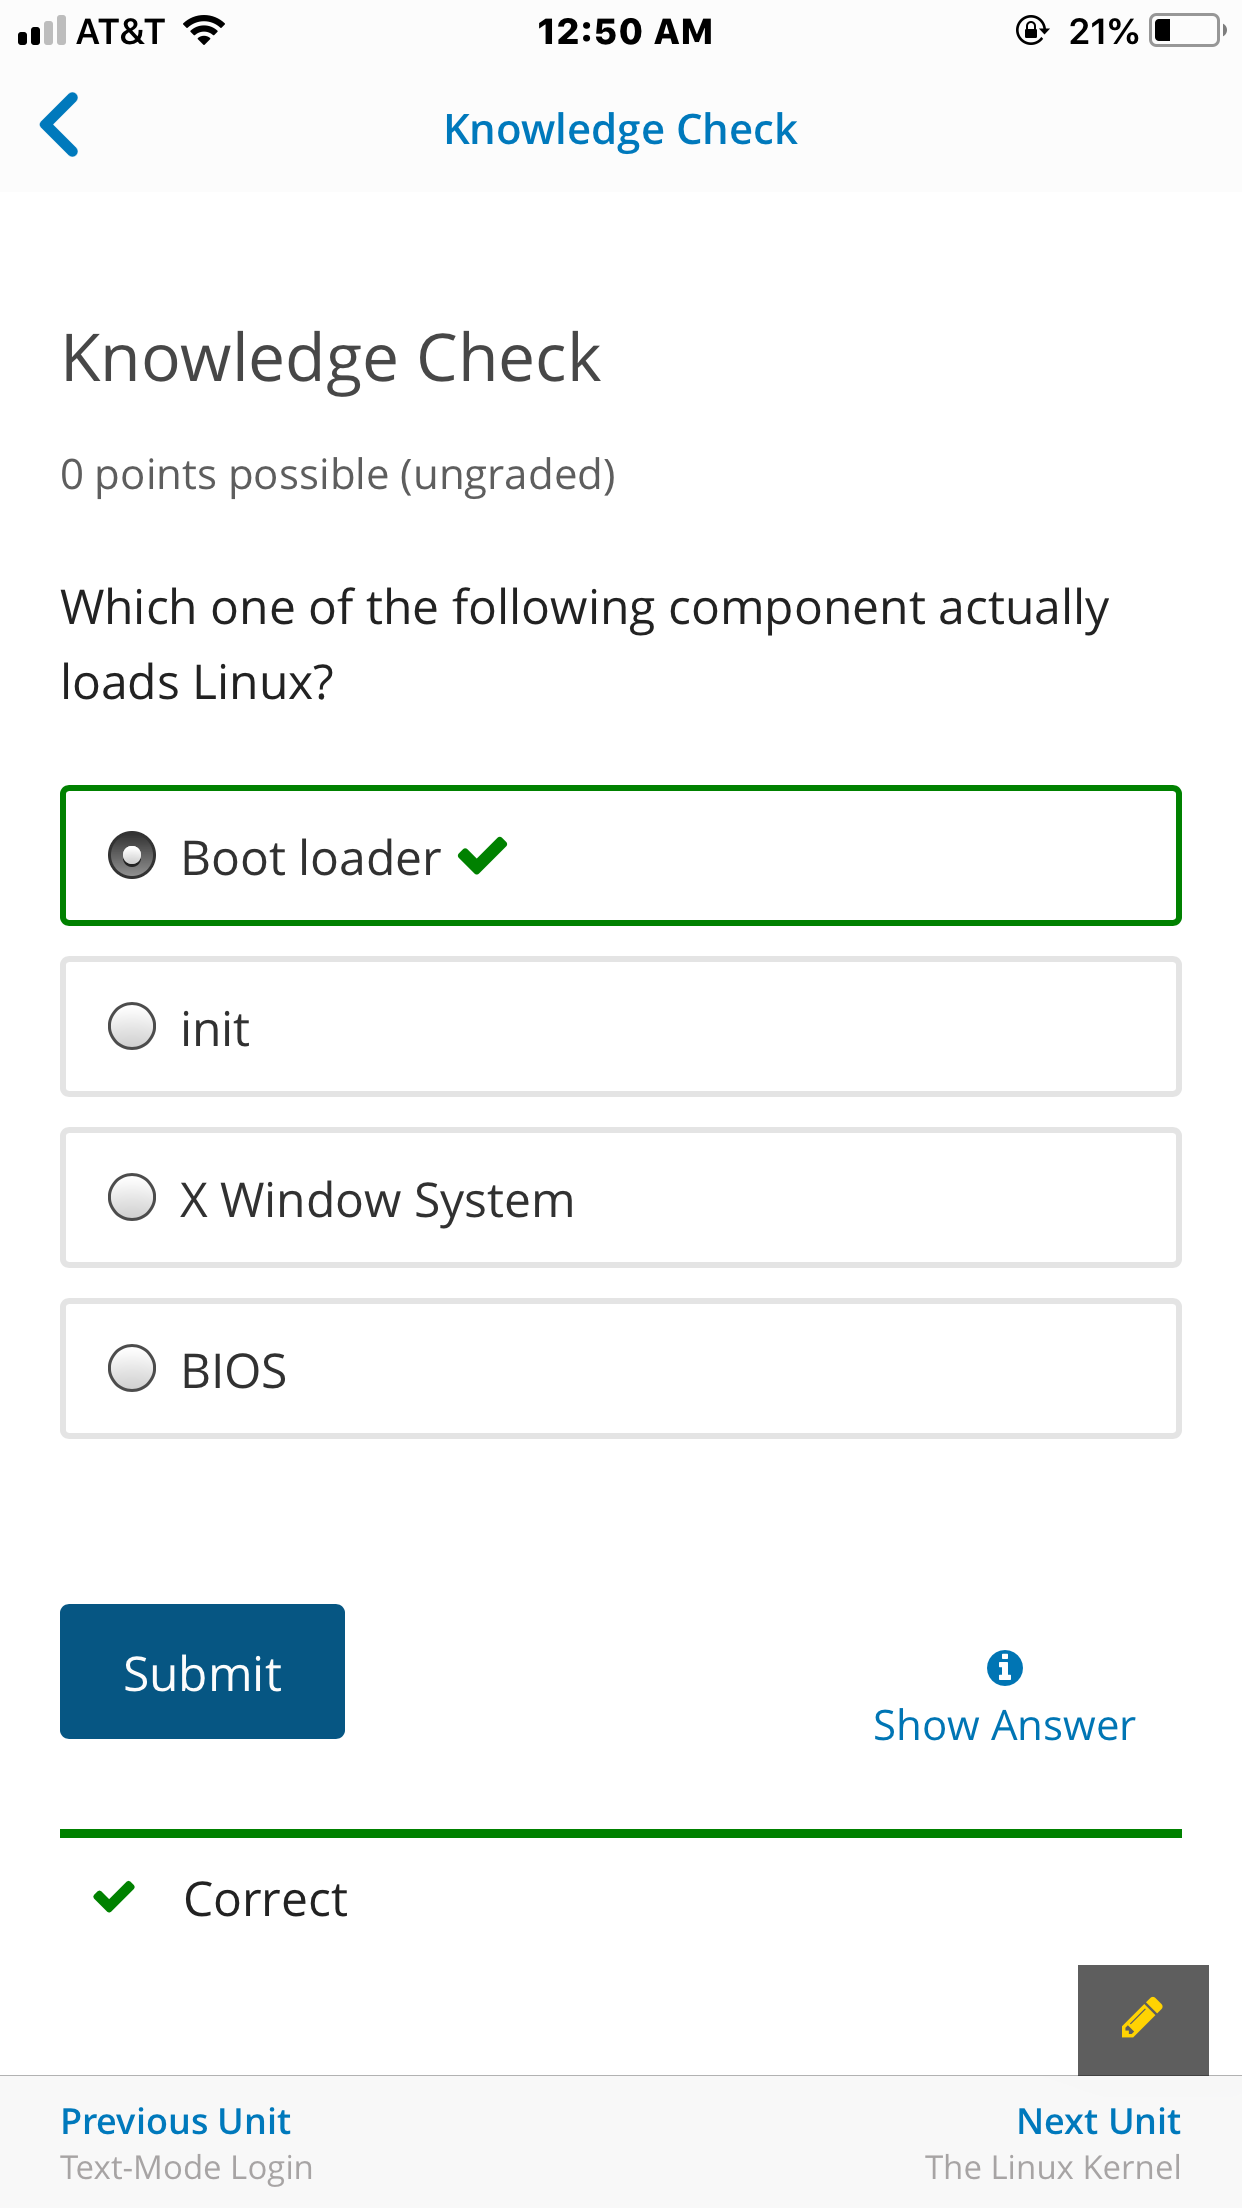 AT&T 12:50 AM 21%
Knowledge Check
Knowledge Check
0 points possible (ungraded)
Which one of the following component actually
loads Linux?
Boot loader
init
X Window System
BIOS
Submit
Show Answer
Correct
Previous Unit Next Unit
Text-Mode Login The Linux Kernel